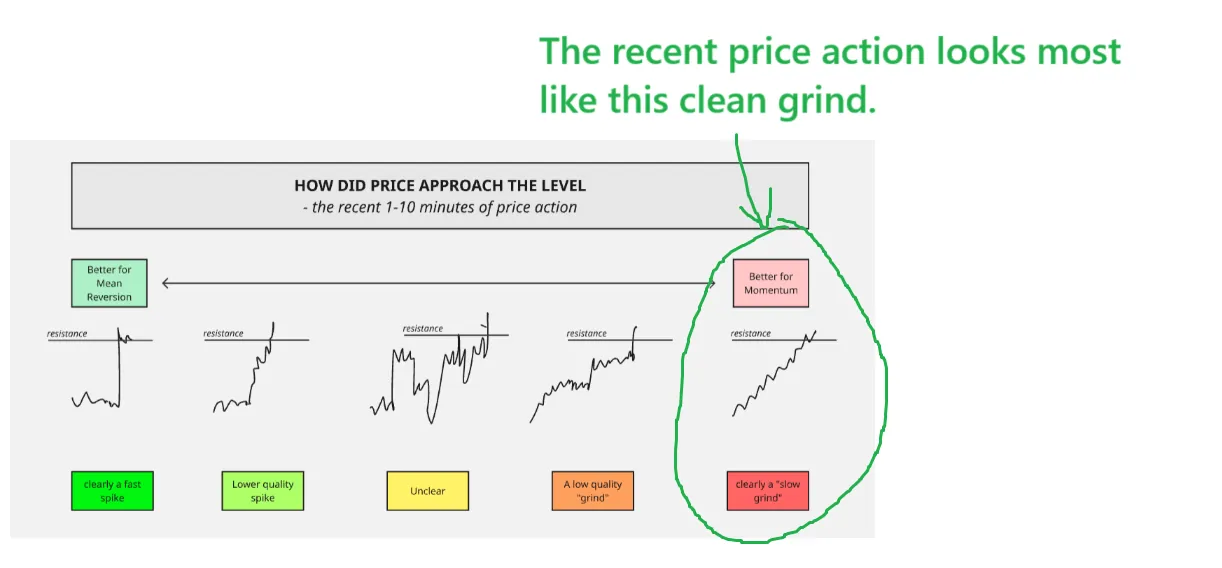 The recent price action looks most
like this clean grind.
HOW DID PRICE APPROACH THE LEVEL
- the recent 1-10 minutes of price action
Better for
Mean
Reversion
Better for
Momentum
resistance
resistance
resistance
resistance
resistance
clearly a fast
spike
Lower quality
spike
Unclear
A low quality
"grind"
clearly a "slow
grind"